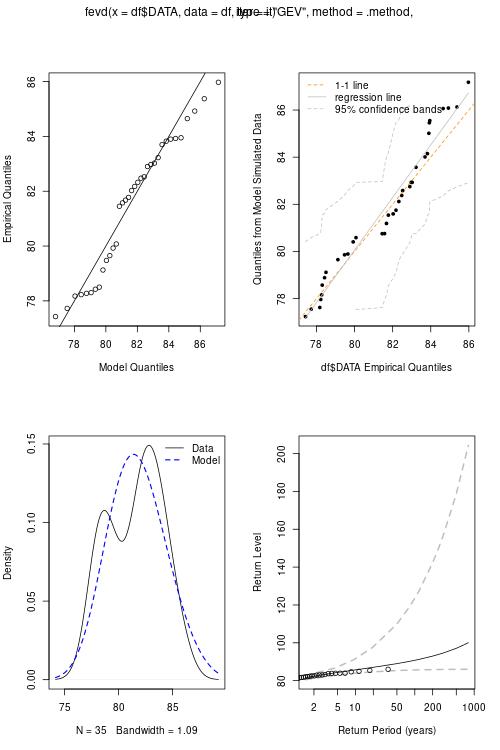 fevd(x = df$DATA, data = df, type = "GEV", method = .method,
86
84
82
80
78
Empirical Quantiles
78 80 82 84 86
Model Quantiles
1-1 line
regression line
95% confidence bands
86
84
82
80
78
Quantiles from Model Simulated Data
78 80 82 84 86
df$DATA Empirical Quantiles
Data
Model
0.15
0.10
0.05
0.00
Density
75 80 85
N = 35 Bandwidth = 1.09
200
180
160
140
120
100
80
Return Level
2 5 10 50 200 1000
Return Period (years)